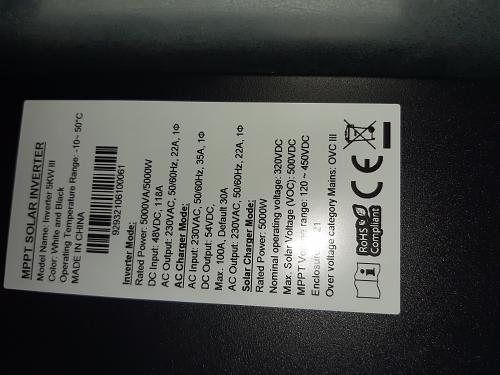 MPPT SOLAR INVERTER
Model Name: Inverter 5KW III
Color: White and Black
Operating Temperature Range: -10~ 50°C
MADE IN CHINA
92932106100061
Inverter Mode:
Rated Power: 5000VA/5000W
DC Input: 48VDC, 118A
AC Output: 230VAC, 50/60Hz, 22A, 1Φ
AC Charger Mode:
AC Input: 230VAC, 50/60Hz, 35A, 1Φ
DC Output: 54VDC
Max. 100A, Default 30A
AC Output: 230VAC, 50/60Hz, 22A, 1Φ
Solar Charger Mode:
Rated Power: 5000W
Nominal operating voltage: 320VDC
Max. Solar Voltage (VOC): 500VDC
MPPT Voltage range: 120 ~ 450VDC
Enclosure: 21
Over voltage category Mains: OVC III
RoHS
Compliant
CE